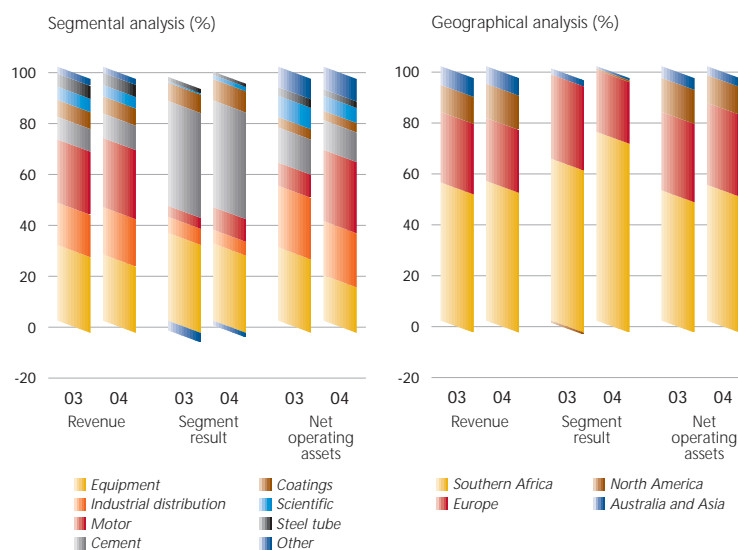 Segmental analysis (%)
100
80
60
40
20
0
-20
03 04 03 04 03 04
Revenue Segment result Net operating assets
Equipment
Industrial distribution
Motor
Cement
Coatings
Scientific
Steel tube
Other
Geographical analysis (%)
100
80
60
40
20
0
-20
03 04 03 04 03 04
Revenue Segment result Net operating assets
Southern Africa
Europe
North America
Australia and Asia